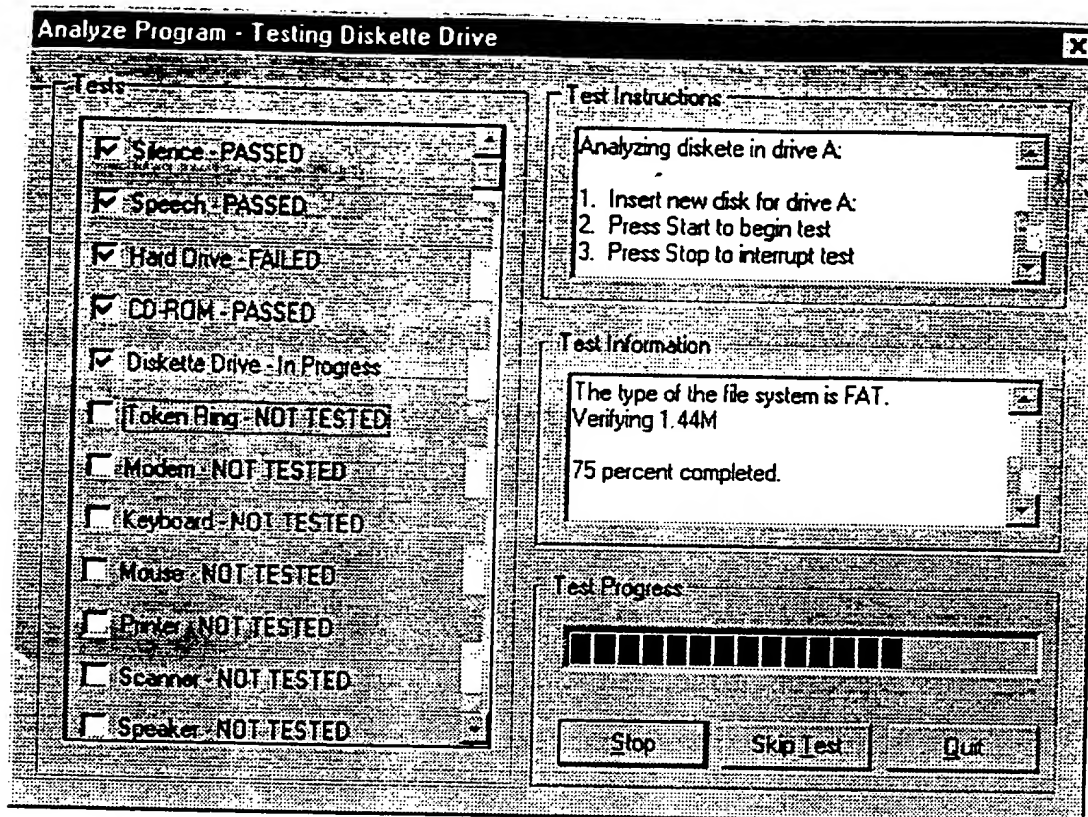 Analyze Program - Testing Diskette Drive
Tests
Silence - PASSED
Speech - PASSED
Hard Drive - FAILED
CD-ROM - PASSED
Diskette Drive - In Progress
Token Ring - NOT TESTED
Modem - NOT TESTED
Keyboard - NOT TESTED
Mouse - NOT TESTED
Printer - NOT TESTED
Scanner - NOT TESTED
Speaker - NOT TESTED
Test Instructions
Analyzing diskete in drive A:
1. Insert new disk for drive A:
2. Press Start to begin test
3. Press Stop to interrupt test
Test Information
The type of the file system is FAT.
Verifying 1.44M
75 percent completed.
Test Progress
Stop
Skip Test
Quit